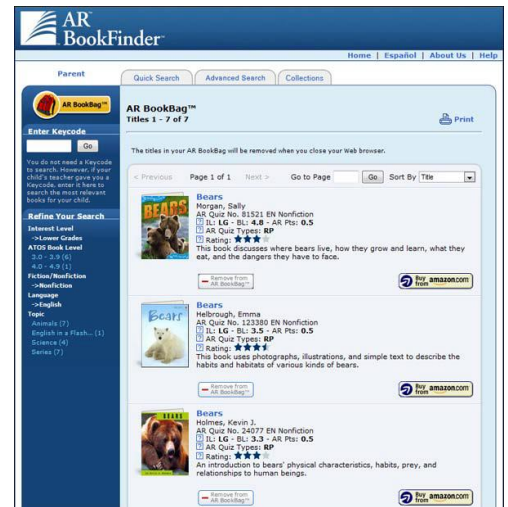 AR
BookFinder™
Home | Español | About Us | Help
Parent
Quick Search
Advanced Search
Collections
AR BookBag™
Enter Keycode
Go
You do not need a Keycode
to search. However, if your
child's teacher gave you a
Keycode, enter it here to
search the most relevant
books for your child.
Refine Your Search
Interest Level
->Lower Grades
ATOS Book Level
3.0 - 3.9 (6)
4.0 - 4.9 (1)
Fiction/Nonfiction
->Nonfiction
Language
->English
Topic
Animals (7)
English in a Flash... (1)
Science (4)
Series (7)
AR BookBag™
Titles 1 - 7 of 7
Print
The titles in your AR BookBag will be removed when you close your Web browser.
< Previous Page 1 of 1 Next > Go to Page Go Sort By Title
BEARS
Bears
Morgan, Sally
AR Quiz No. 81521 EN Nonfiction
? IL: LG - BL: 4.8 - AR Pts: 0.5
? AR Quiz Types: RP
? Rating:
This book discusses where bears live, how they grow and learn, what they
eat, and the dangers they have to face.
Remove from
AR BookBag™
Buy from amazon.com
Bears
Bears
Helbrough, Emma
AR Quiz No. 123380 EN Nonfiction
? IL: LG - BL: 3.5 - AR Pts: 0.5
? AR Quiz Types: RP
? Rating:
This book uses photographs, illustrations, and simple text to describe the
habits and habitats of various kinds of bears.
Remove from
AR BookBag™
Buy from amazon.com
BEARS
Bears
Holmes, Kevin J.
AR Quiz No. 24077 EN Nonfiction
? IL: LG - BL: 3.3 - AR Pts: 0.5
? AR Quiz Types: RP
? Rating:
An introduction to bears' physical characteristics, habits, prey, and
relationships to human beings.
Remove from
AR BookBag™
Buy from amazon.com